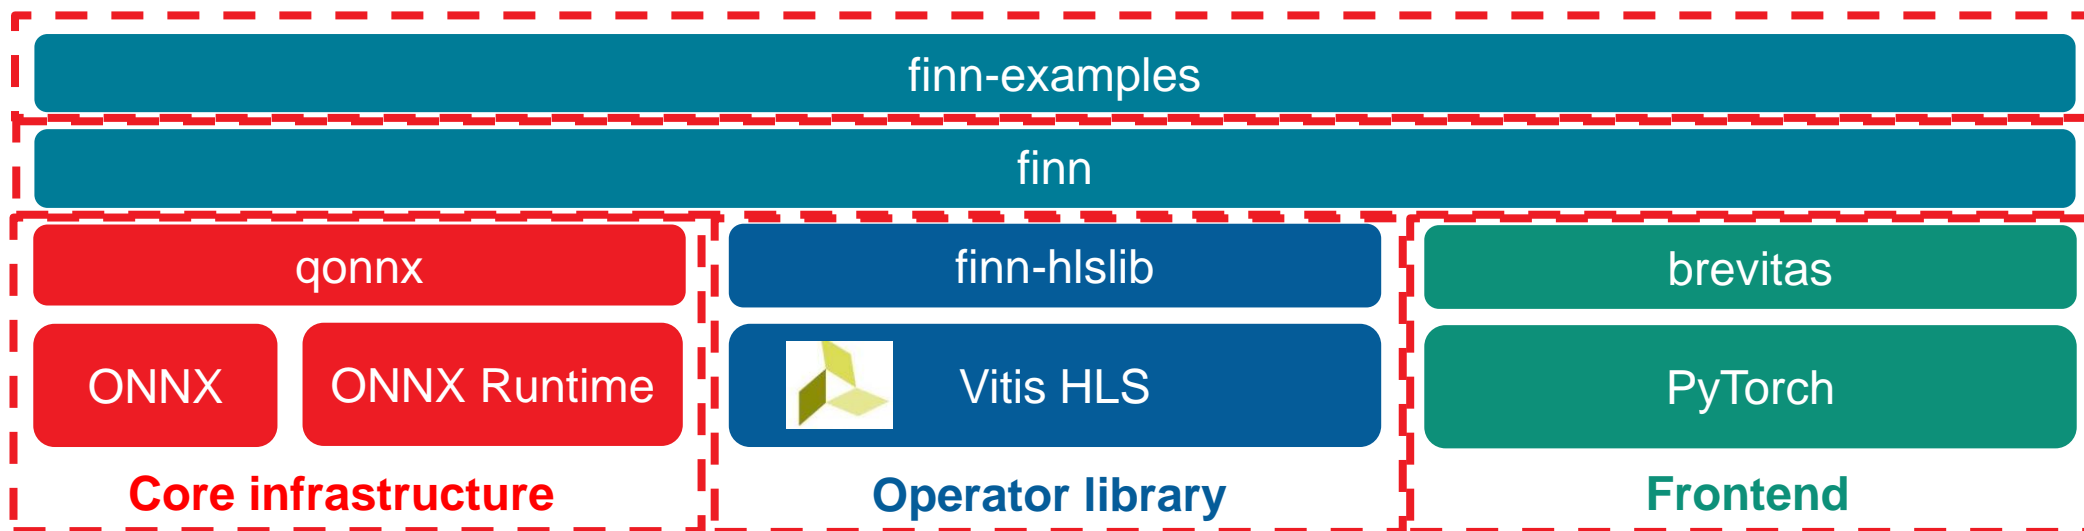 finn-examples
finn
qonnx
finn-hlslib
brevitas
ONNX
ONNX Runtime
Vitis HLS
PyTorch
Core infrastructure
Operator library
Frontend